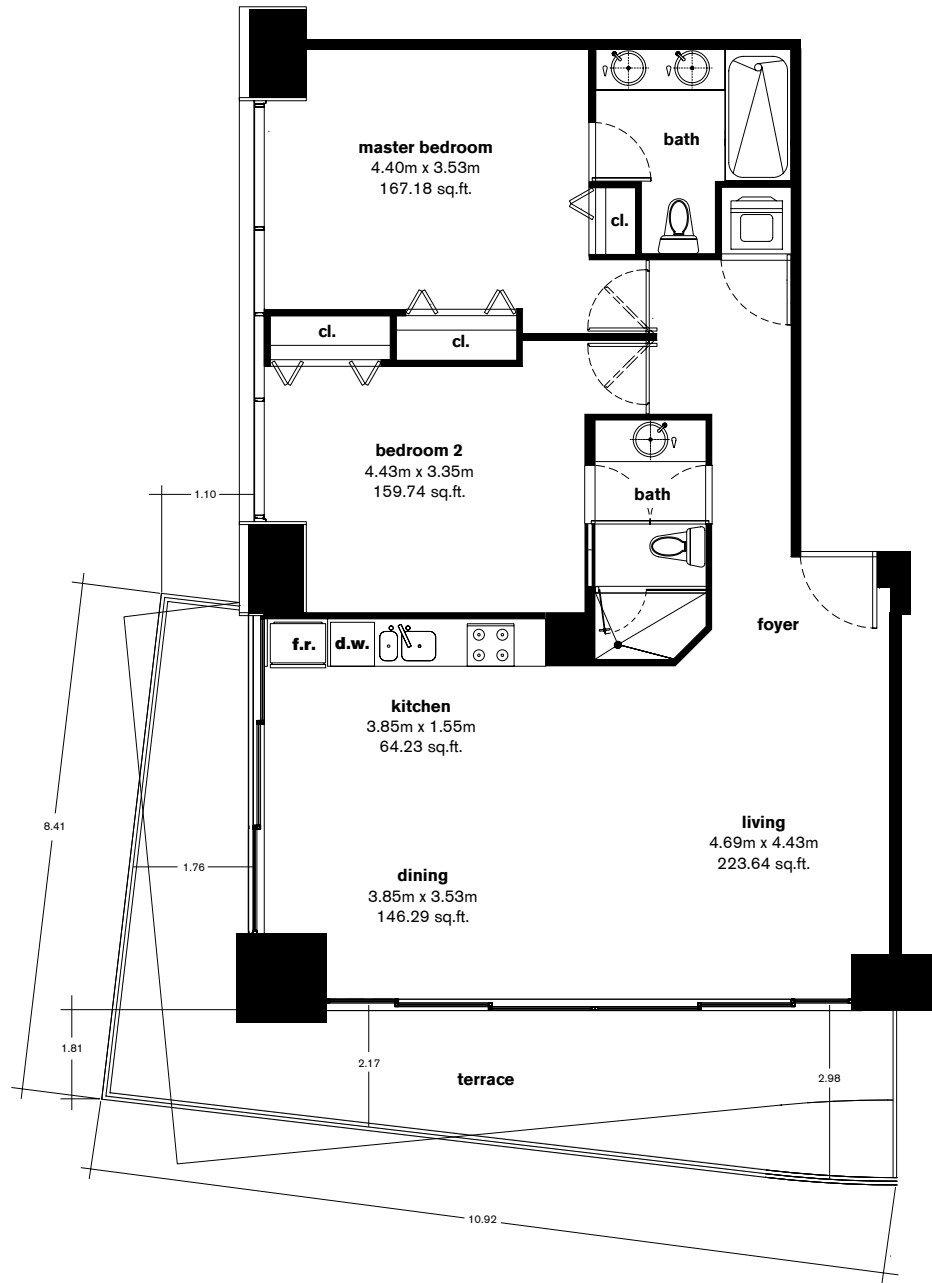 master bedroom
4.40m x 3.53m
167.18 sq.ft.
bath
cl.
cl.
cl.
bedroom 2
4.43m x 3.35m
159.74 sq.ft.
1.10
bath
foyer
f.r.
d.w.
kitchen
3.85m x 1.55m
64.23 sq.ft.
8.41
living
4.69m x 4.43m
223.64 sq.ft.
1.76
dining
3.85m x 3.53m
146.29 sq.ft.
1.81
2.17
terrace
2.98
10.92